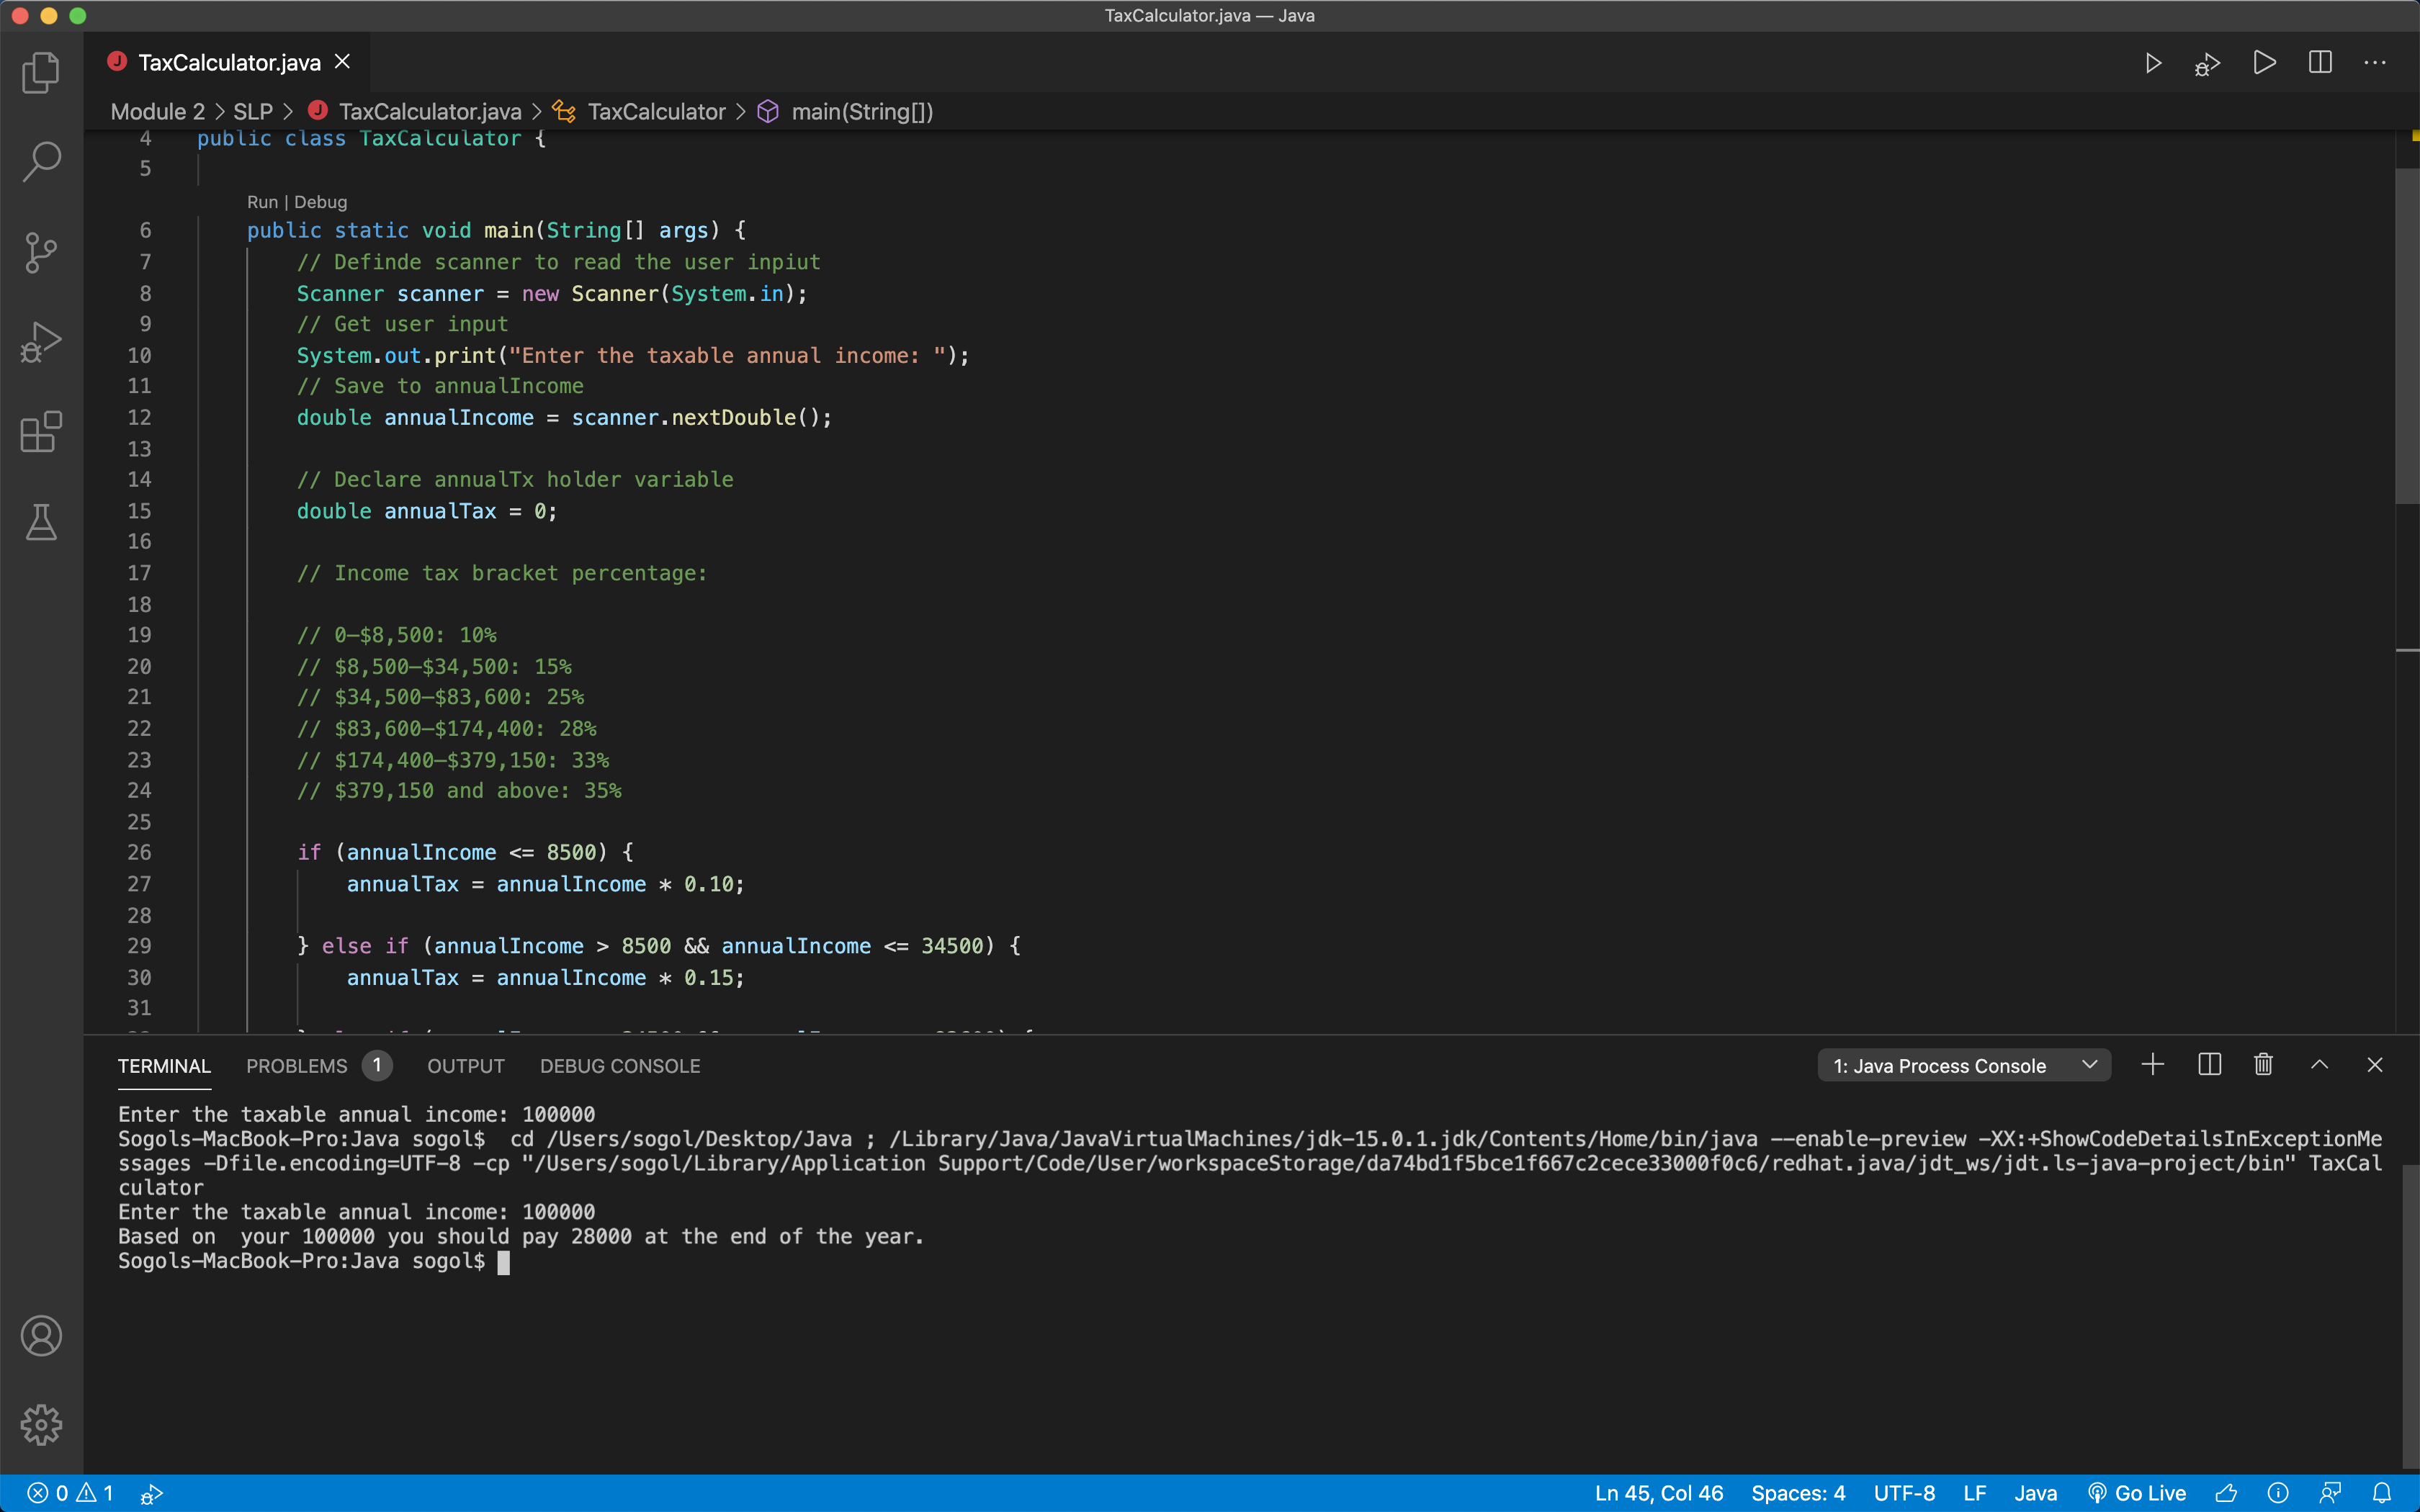 TaxCalculator.java — Java
TaxCalculator.java
Module 2 > SLP > TaxCalculator.java > TaxCalculator > main(String[])
4 public class TaxCalculator {
5
Run | Debug
6 public static void main(String[] args) {
7 // Definde scanner to read the user inpiut
8 Scanner scanner = new Scanner(System.in);
9 // Get user input
10 System.out.print("Enter the taxable annual income: ");
11 // Save to annualIncome
12 double annualIncome = scanner.nextDouble();
13
14 // Declare annualTx holder variable
15 double annualTax = 0;
16
17 // Income tax bracket percentage:
18
19 // 0–$8,500: 10%
20 // $8,500–$34,500: 15%
21 // $34,500–$83,600: 25%
22 // $83,600–$174,400: 28%
23 // $174,400–$379,150: 33%
24 // $379,150 and above: 35%
25
26 if (annualIncome <= 8500) {
27 annualTax = annualIncome * 0.10;
28
29 } else if (annualIncome > 8500 && annualIncome <= 34500) {
30 annualTax = annualIncome * 0.15;
31
TERMINAL PROBLEMS 1 OUTPUT DEBUG CONSOLE 1: Java Process Console
Enter the taxable annual income: 100000
Sogols-MacBook-Pro:Java sogol$  cd /Users/sogol/Desktop/Java ; /Library/Java/JavaVirtualMachines/jdk-15.0.1.jdk/Contents/Home/bin/java --enable-preview -XX:+ShowCodeDetailsInExceptionMe
ssages -Dfile.encoding=UTF-8 -cp "/Users/sogol/Library/Application Support/Code/User/workspaceStorage/da74bd1f5bce1f667c2cece33000f0c6/redhat.java/jdt_ws/jdt.ls-java-project/bin" TaxCal
culator
Enter the taxable annual income: 100000
Based on  your 100000 you should pay 28000 at the end of the year.
Sogols-MacBook-Pro:Java sogol$
0 1 Ln 45, Col 46 Spaces: 4 UTF-8 LF Java Go Live